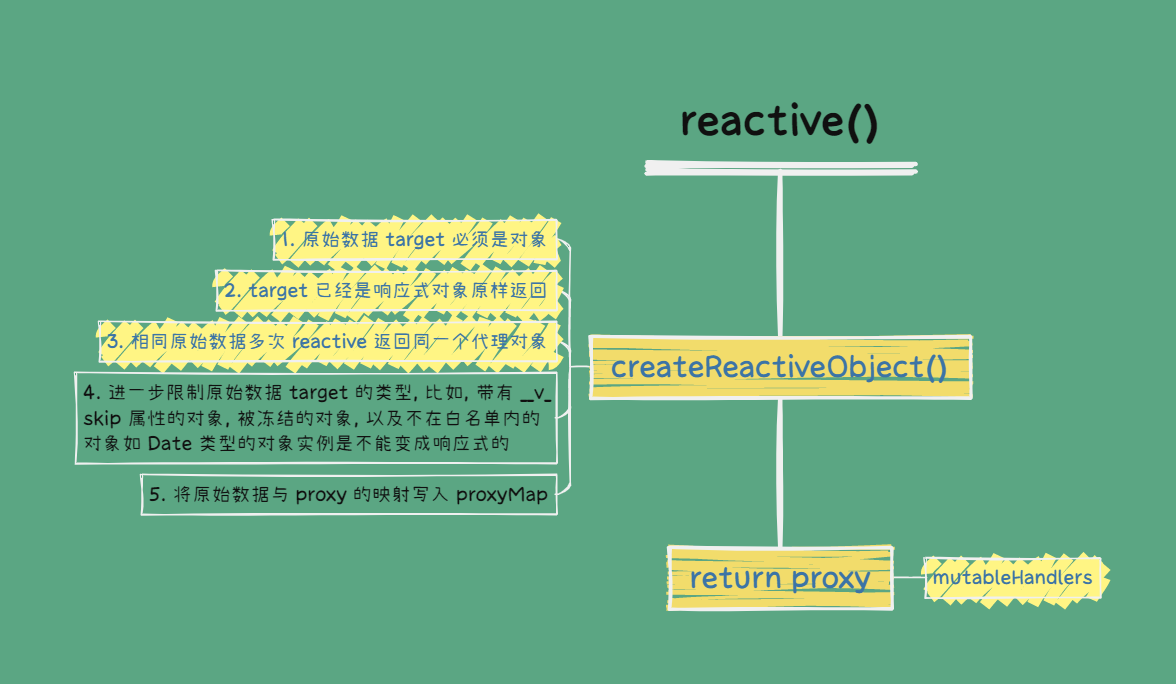 reactive()
1. 原始数据 target 必须是对象
2. target 已经是响应式对象原样返回
3. 相同原始数据多次 reactive 返回同一个代理对象
createReactiveObject()
4. 进一步限制原始数据 target 的类型, 比如, 带有 __v_
skip 属性的对象, 被冻结的对象, 以及不在白名单内的
对象如 Date 类型的对象实例是不能变成响应式的
5. 将原始数据与 proxy 的映射写入 proxyMap
return proxy
mutableHandlers